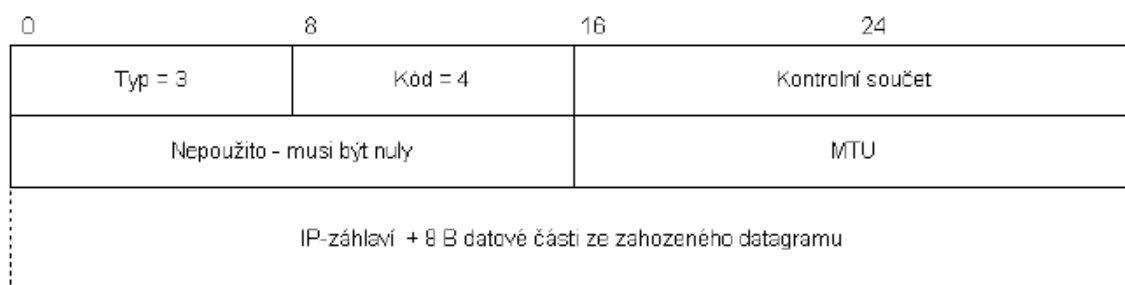 0 8 16 24
Typ = 3 Kód = 4 Kontrolní součet
Nepoužito - musi být nuly MTU
IP-záhlaví + 8 B datové části ze zahozeného datagramu